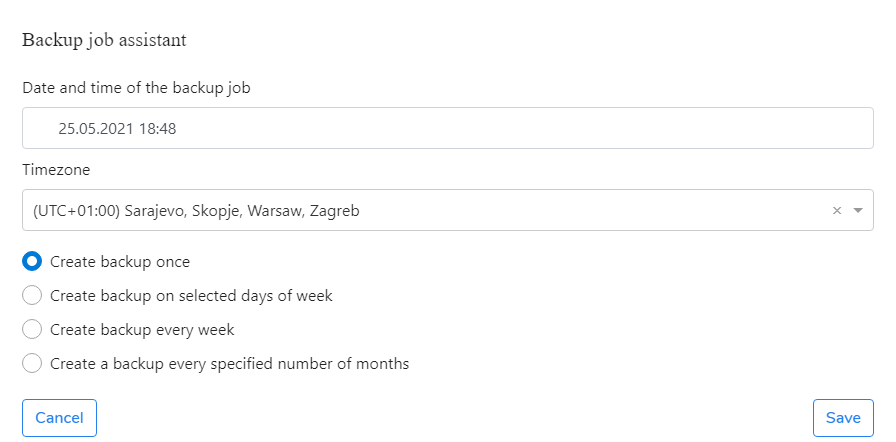 Backup job assistant
Date and time of the backup job
25.05.2021 18:48
Timezone
(UTC+01:00) Sarajevo, Skopje, Warsaw, Zagreb
Create backup once
Create backup on selected days of week
Create backup every week
Create a backup every specified number of months
Cancel Save